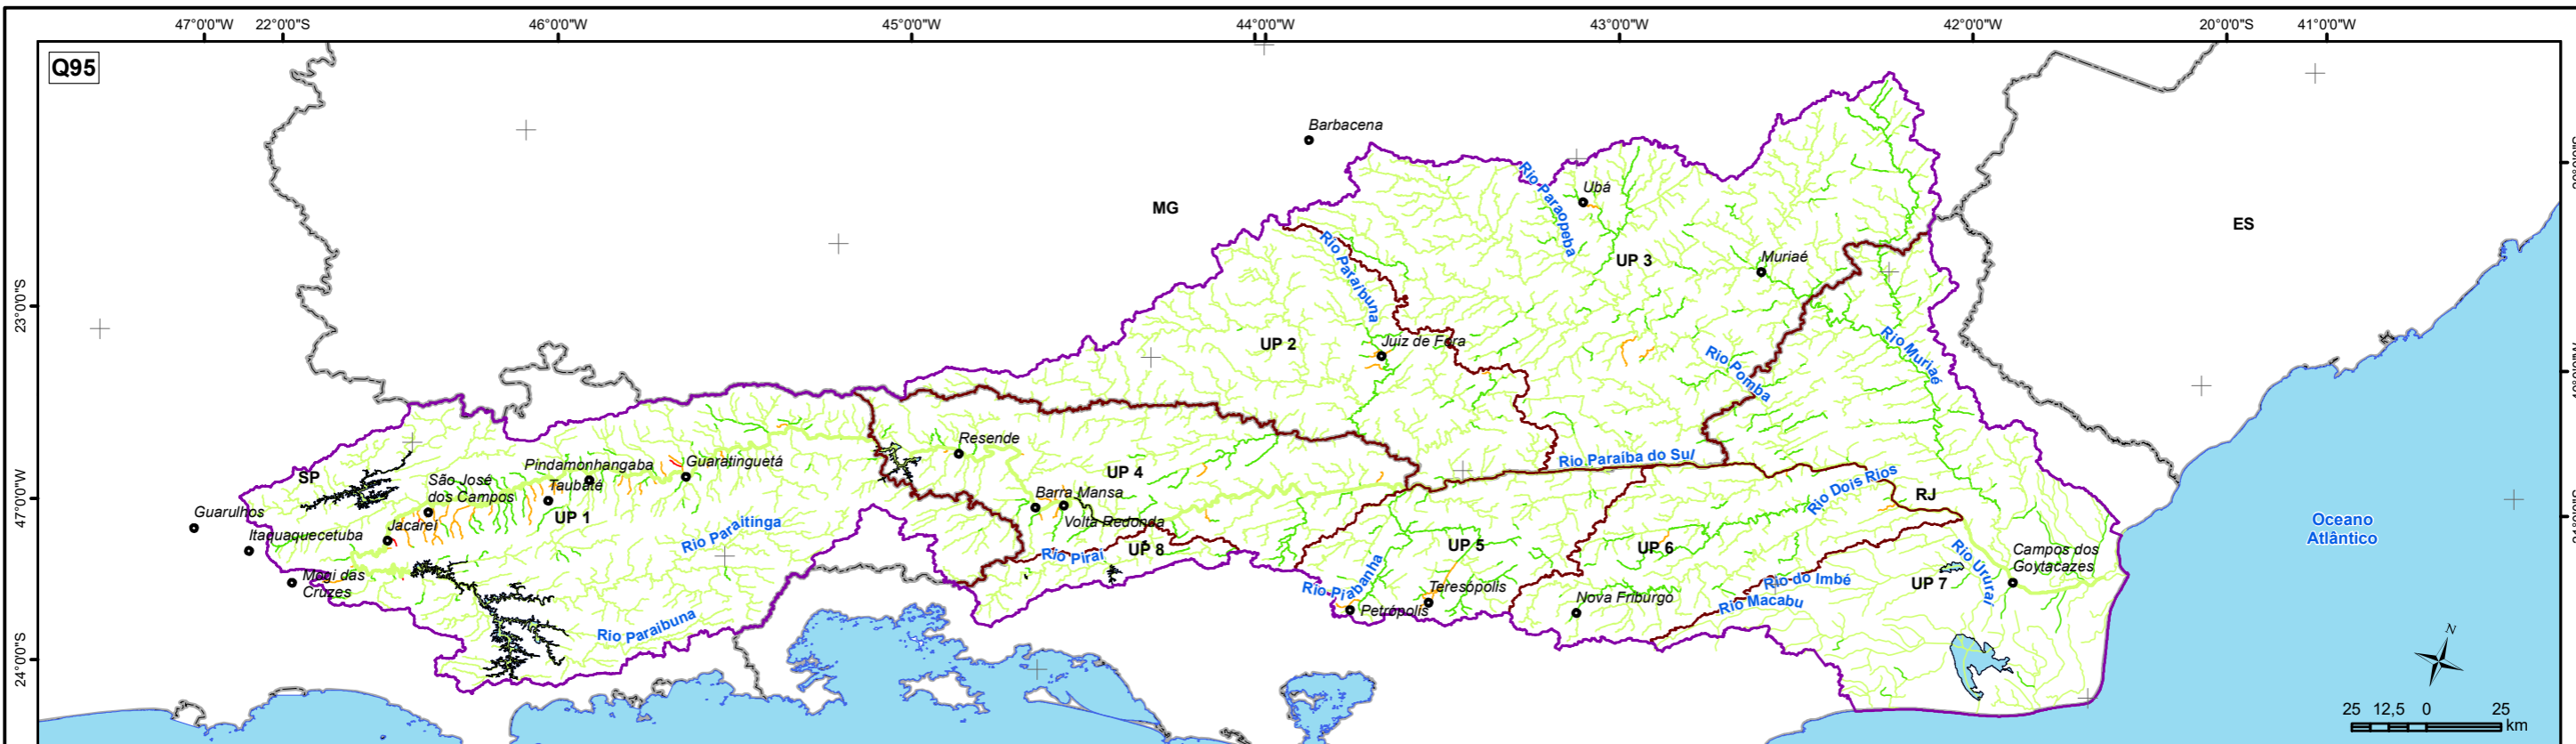 47°0'0"W 22°0'0"S 46°0'0"W 45°0'0"W 44°0'0"W 43°0'0"W 42°0'0"W 20°0'0"S 41°0'0"W
Q95
Barbacena
MG
Ubá
Rio Paraopeba
ES
UP 3
Muriaé
Rio Paraibuna
23°0'0"S
UP 2
Juiz de Fora
Rio Muriaé
Rio Pomba
Resende
Rio Paraíba do Sul
Pindamonhangaba
Guaratinguetá
SP
São José
dos Campos
Taubaté
UP 4
Rio Dois Rios
RJ
47°0'0"W
Barra Mansa
Guarulhos
Jacareí
UP 1
Volta Redonda
Rio Paraitinga
Itaquaquecetuba
Oceano
Atlântico
UP 8
UP 5
UP 6
Rio Piraí
Campos dos
Goytacazes
Rio Ururaí
Mogi das
Cruzes
Rio Piabanha
Teresópolis
Rio do Imbé
UP 7
Nova Friburgo
Rio Macabu
Petrópolis
Rio Paraibuna
24°0'0"S
N
25 12,5 0 25
km